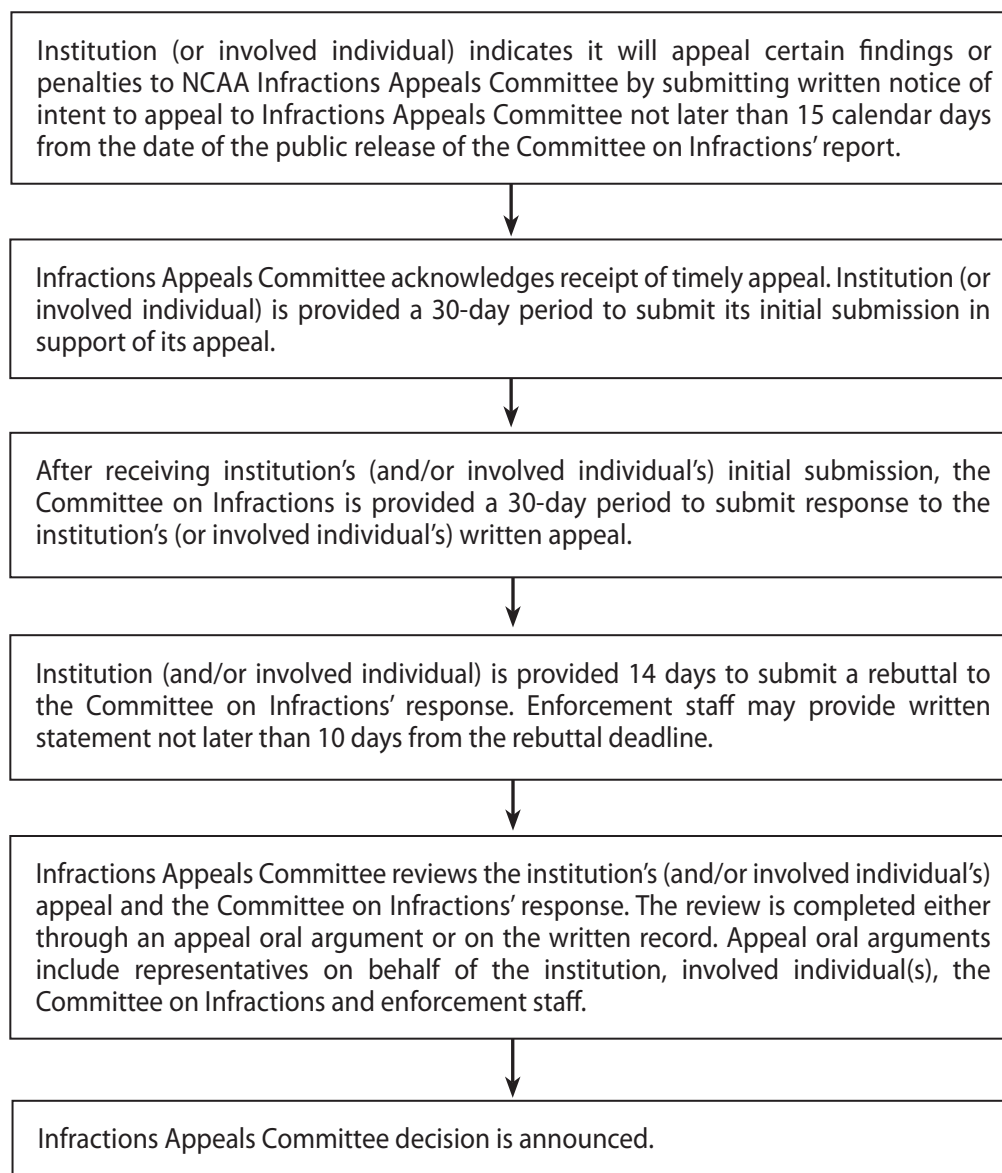 Institution (or involved individual) indicates it will appeal certain findings or
penalties to NCAA Infractions Appeals Committee by submitting written notice of
intent to appeal to Infractions Appeals Committee not later than 15 calendar days
from the date of the public release of the Committee on Infractions’ report.
Infractions Appeals Committee acknowledges receipt of timely appeal. Institution (or
involved individual) is provided a 30-day period to submit its initial submission in
support of its appeal.
After receiving institution’s (and/or involved individual’s) initial submission, the
Committee on Infractions is provided a 30-day period to submit response to the
institution’s (or involved individual’s) written appeal.
Institution (and/or involved individual) is provided 14 days to submit a rebuttal to
the Committee on Infractions’ response. Enforcement staff may provide written
statement not later than 10 days from the rebuttal deadline.
Infractions Appeals Committee reviews the institution’s (and/or involved individual’s)
appeal and the Committee on Infractions’ response. The review is completed either
through an appeal oral argument or on the written record. Appeal oral arguments
include representatives on behalf of the institution, involved individual(s), the
Committee on Infractions and enforcement staff.
Infractions Appeals Committee decision is announced.